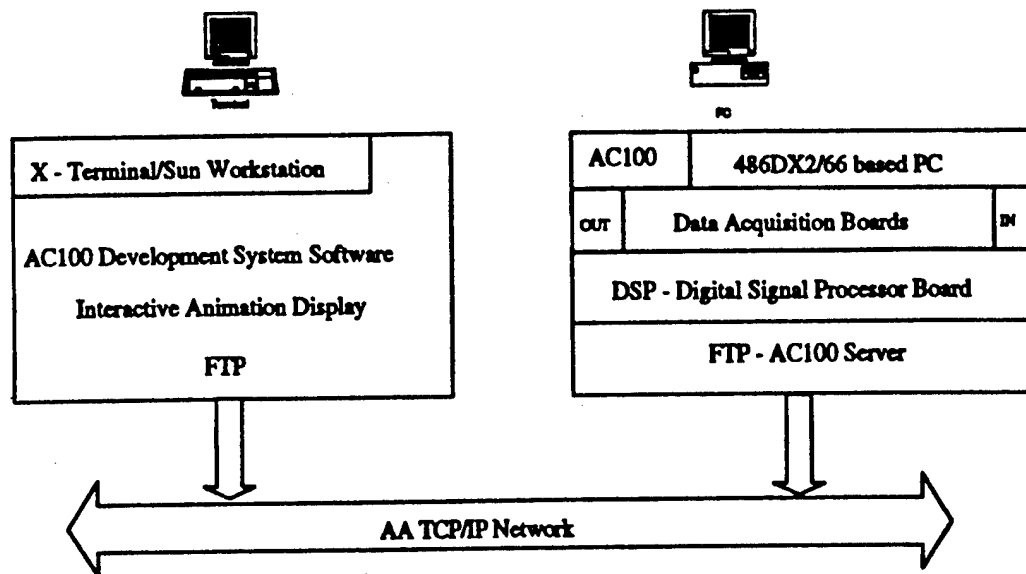 Terminal
PC
X - Terminal/Sun Workstation
AC100 Development System Software
Interactive Animation Display
FTP
AC100
486DX2/66 based PC
OUT
Data Acquisition Boards
IN
DSP - Digital Signal Processor Board
FTP - AC100 Server
AA TCP/IP Network